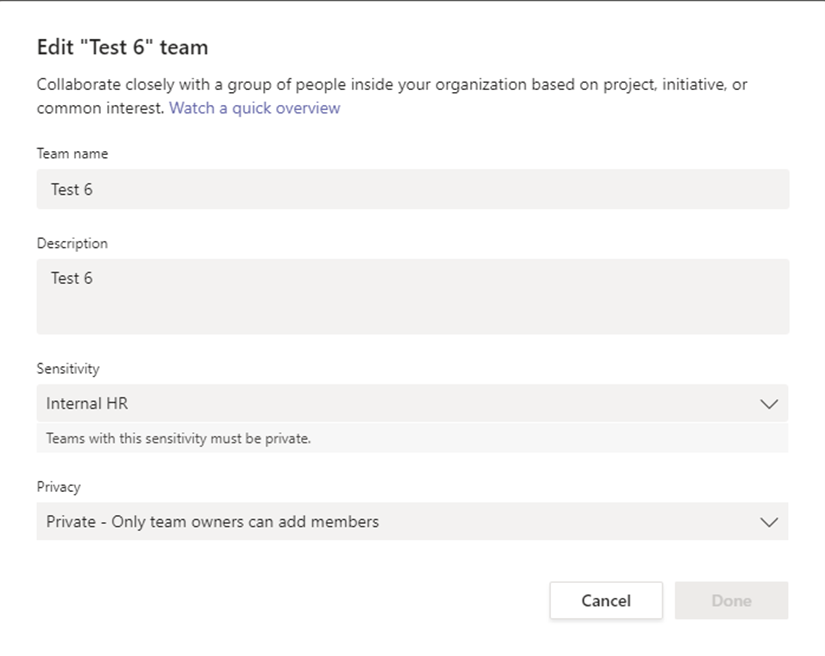 Edit "Test 6" team
Collaborate closely with a group of people inside your organization based on project, initiative, or
common interest. Watch a quick overview
Team name
Test 6
Description
Test 6
Sensitivity
Internal HR
Teams with this sensitivity must be private.
Privacy
Private - Only team owners can add members
Cancel Done